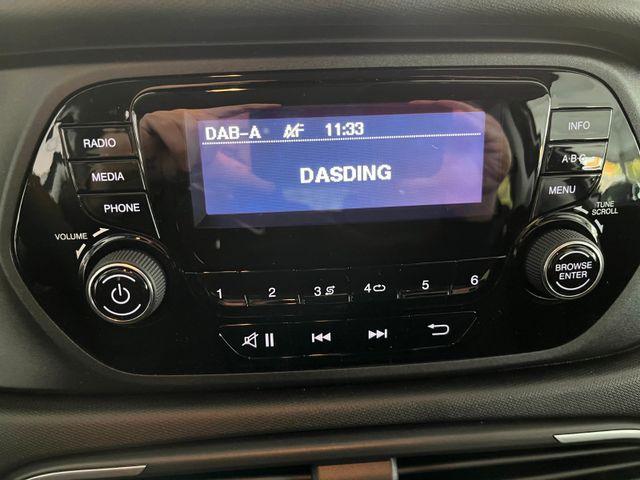 DAB-A AF 11:33
DASDING
RADIO
MEDIA
PHONE
VOLUME
INFO
A-B-C
MENU
TUNE
SCROLL
BROWSE
ENTER
1 2 3 4 5 6